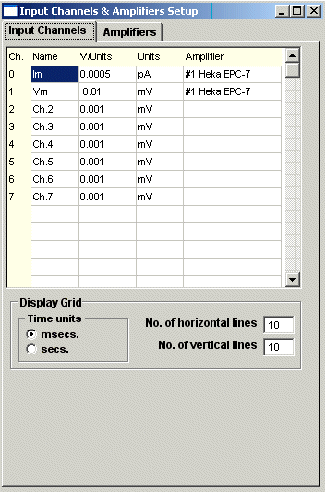 Input Channels & Amplifiers Setup
Input Channels Amplifiers
Ch. Name V/Units Units Amplifier
0 Im 0.0005 pA #1 Heka EPC-7
1 Vm 0.01 mV #1 Heka EPC-7
2 Ch.2 0.001 mV
3 Ch.3 0.001 mV
4 Ch.4 0.001 mV
5 Ch.5 0.001 mV
6 Ch.6 0.001 mV
7 Ch.7 0.001 mV
Display Grid
Time units
msecs.
secs.
No. of horizontal lines 10
No. of vertical lines 10